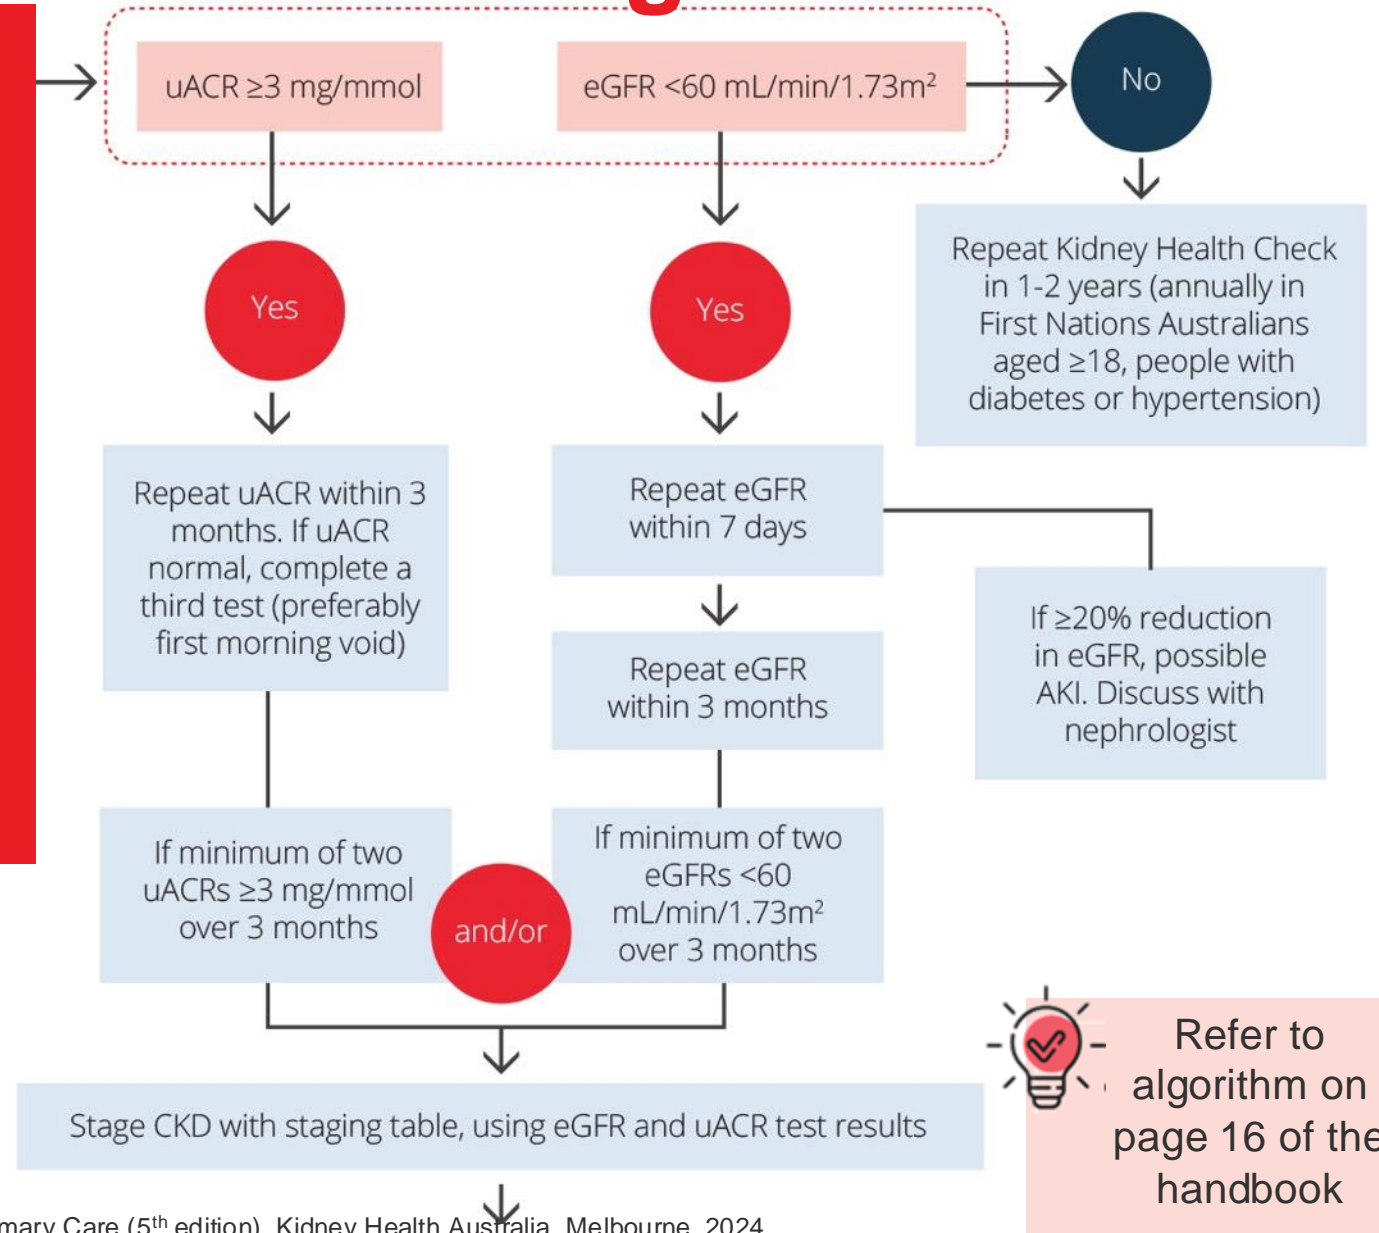 g
uACR ≥3 mg/mmol
eGFR <60 mL/min/1.73m²
No
Yes
Yes
Repeat Kidney Health Check
in 1-2 years (annually in
First Nations Australians
aged ≥18, people with
diabetes or hypertension)
Repeat uACR within 3
months. If uACR
normal, complete a
third test (preferably
first morning void)
Repeat eGFR
within 7 days
If ≥20% reduction
in eGFR, possible
AKI. Discuss with
nephrologist
Repeat eGFR
within 3 months
If minimum of two
uACRs ≥3 mg/mmol
over 3 months
and/or
If minimum of two
eGFRs <60
mL/min/1.73m²
over 3 months
Stage CKD with staging table, using eGFR and uACR test results
Refer to
algorithm on
page 16 of the
handbook
mary Care (5th edition), Kidney Health Australia, Melbourne, 2024